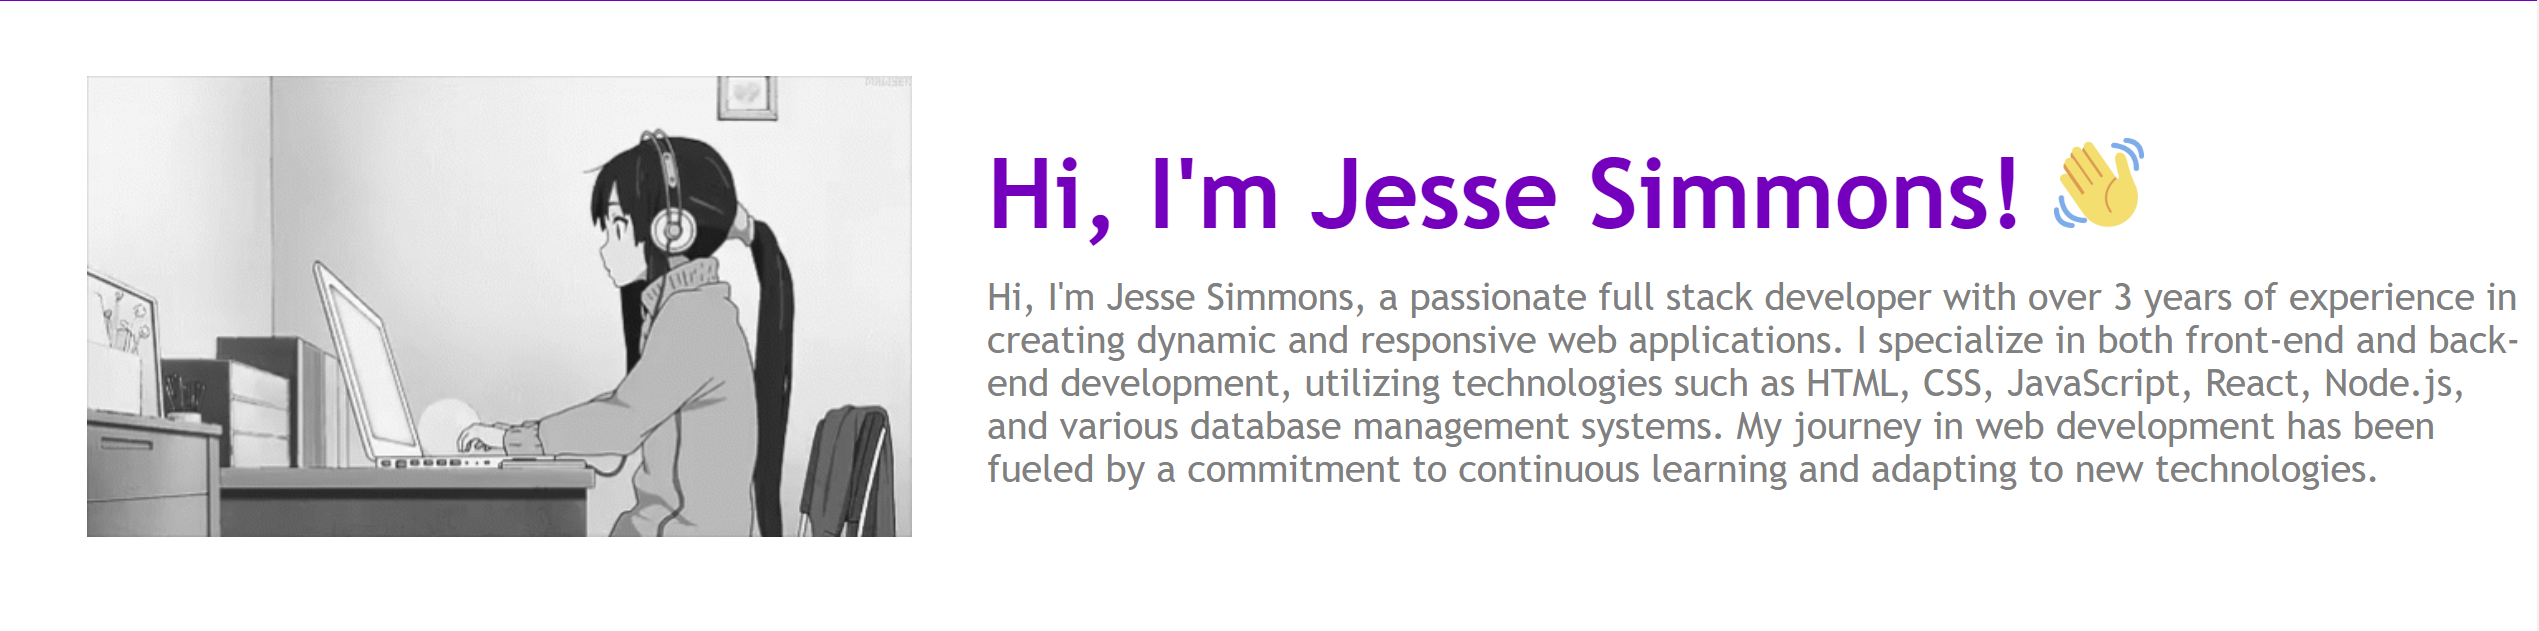 Hi, I'm Jesse Simmons! 👋
Hi, I'm Jesse Simmons, a passionate full stack developer with over 3 years of experience in
creating dynamic and responsive web applications. I specialize in both front-end and back-
end development, utilizing technologies such as HTML, CSS, JavaScript, React, Node.js,
and various database management systems. My journey in web development has been
fueled by a commitment to continuous learning and adapting to new technologies.